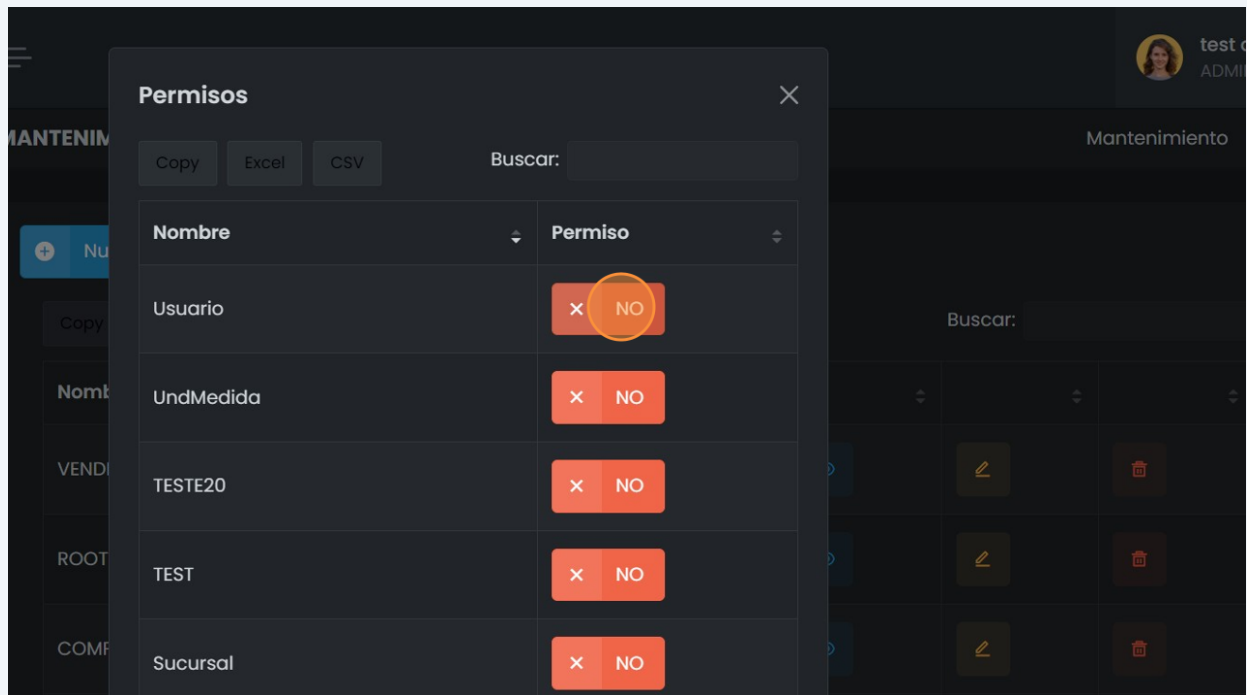 test
ADMI
Permisos
MANTENIM
Mantenimiento
Copy Excel CSV Buscar:
Nombre Permiso
Nu
Usuario × NO
Copy
Buscar:
Nomb
UndMedida × NO
VEND
TESTE20 × NO
ROOT
TEST × NO
COMP
Sucursal × NO